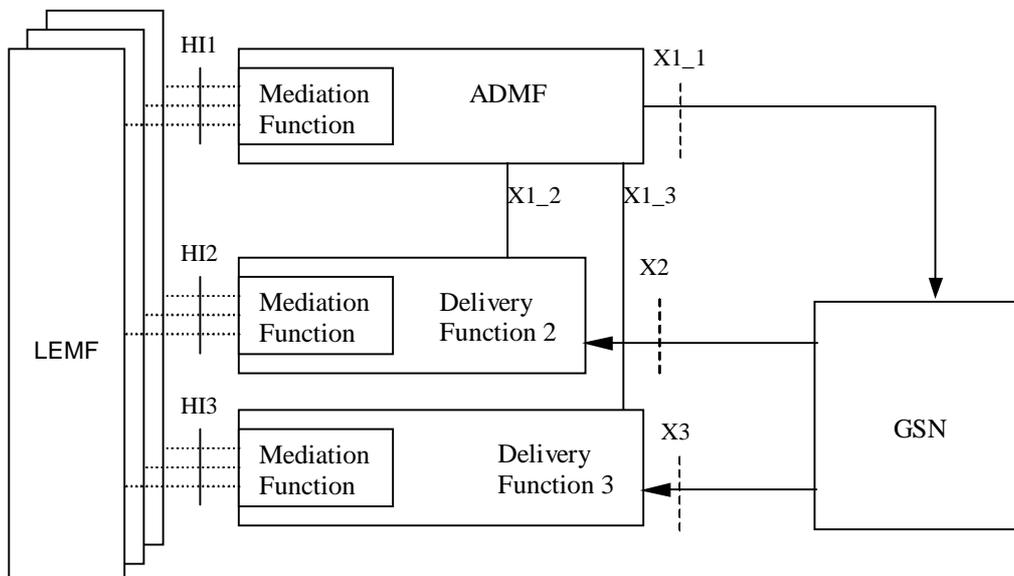 HI1
X1_1
Mediation
Function
ADMF
X1_2
X1_3
HI2
X2
Mediation
Function
Delivery
Function 2
LEMF
HI3
X3
GSN
Mediation
Function
Delivery
Function 3